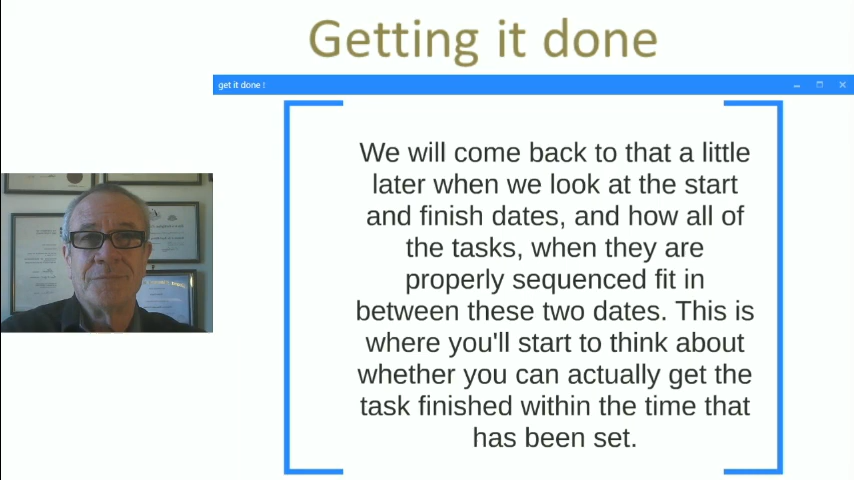 Getting it done
get it done !
We will come back to that a little
later when we look at the start
and finish dates, and how all of
the tasks, when they are
properly sequenced fit in
between these two dates. This is
where you'll start to think about
whether you can actually get the
task finished within the time that
has been set.